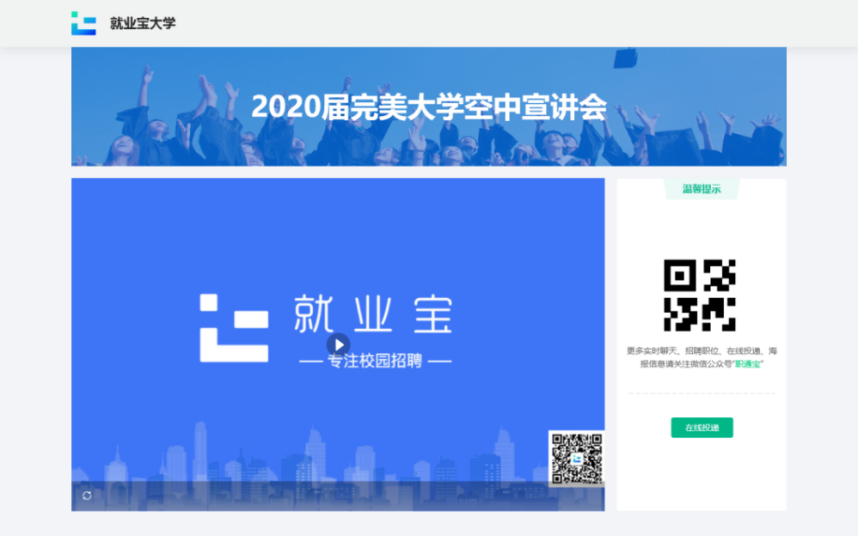 就业宝大学
2020届完美大学空中宣讲会
就业宝
专注校园招聘
温馨提示
更多实时聊天、招聘职位、在线投递、海
报信息请关注微信公众号"职通宝"
在线投递